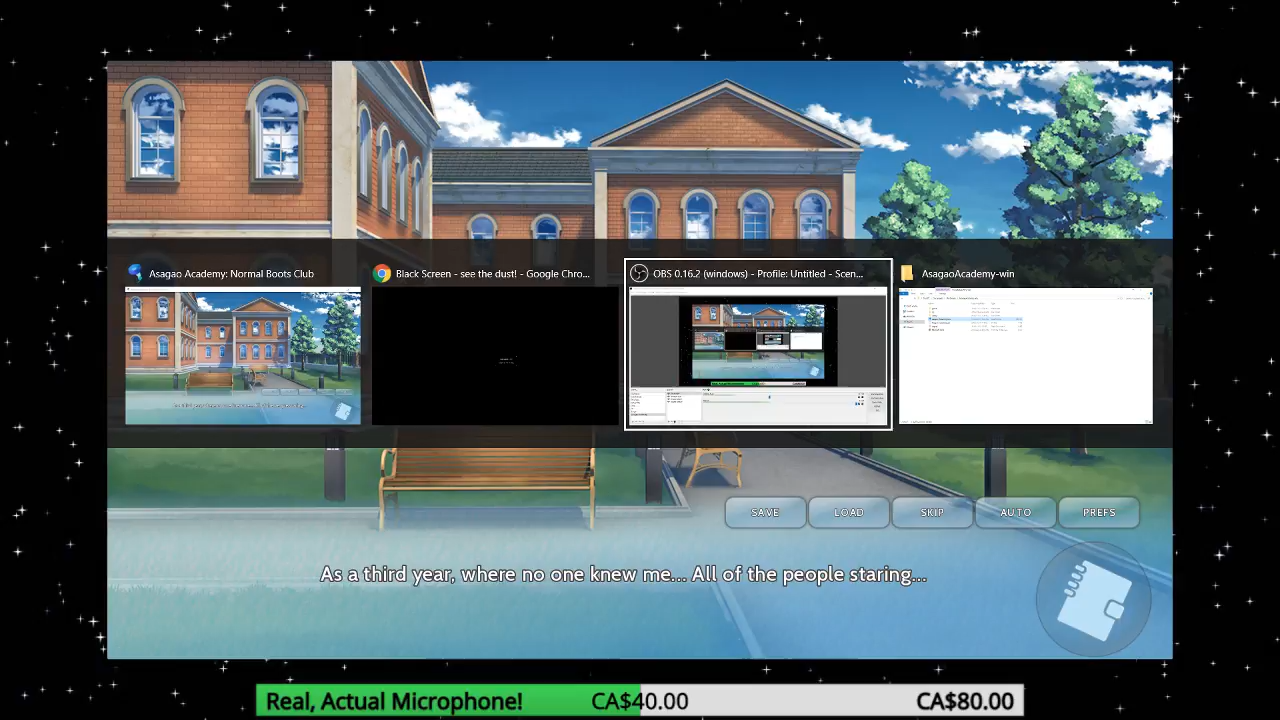 Asagao Academy: Normal Boots Club
Black Screen - see the dust! - Google Chro...
OBS 0.16.2 (windows) - Profile: Untitled - Scen...
AsagaoAcademy-win
SAVE
LOAD
SKIP
AUTO
PREFS
As a third year, where no one knew me... All of the people staring...
Real, Actual Microphone!
CA$40.00
CA$80.00